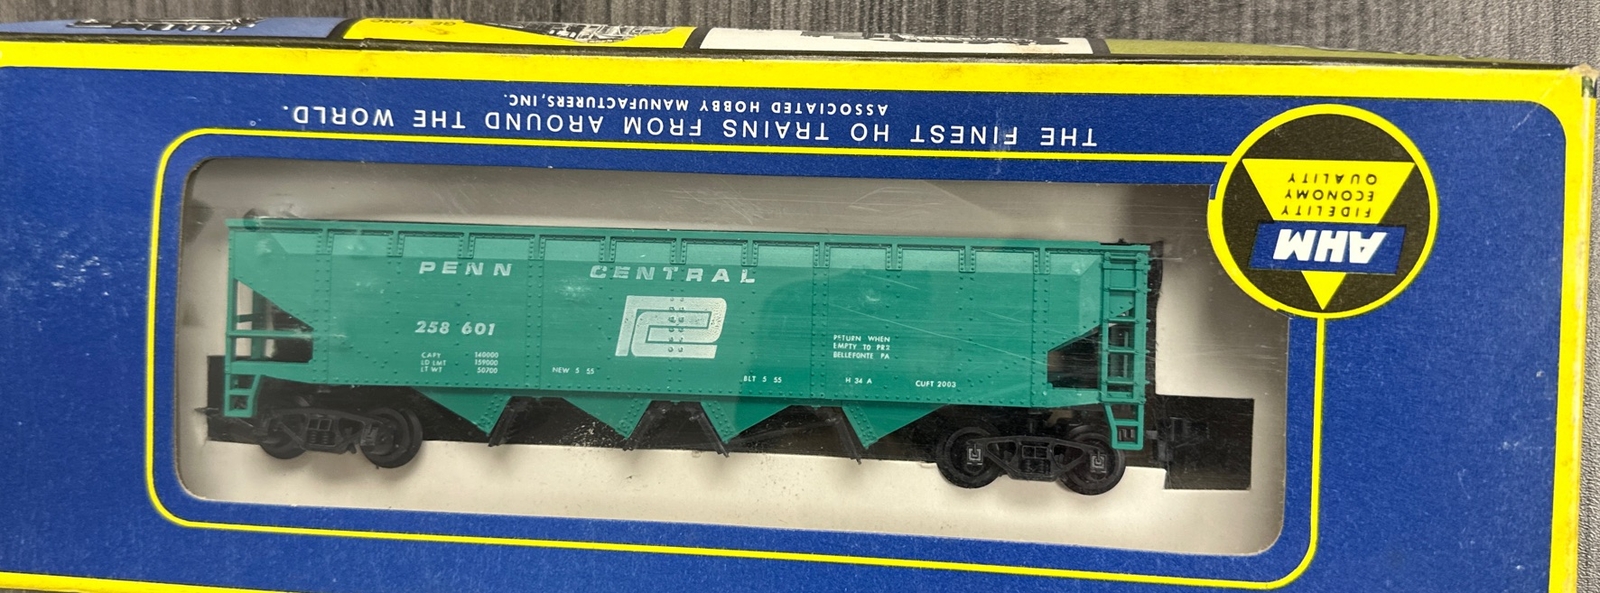 GE U25C
THE FINEST HO TRAINS FROM AROUND THE WORLD.
ASSOCIATED HOBBY MANUFACTURERS, INC.
AHM
FIDELITY
ECONOMY
QUALITY
PENN CENTRAL
258 601
CAPY 140000
LD LMT 159000
LT WT 50700
NEW 5 55
BLT 5 55
RETURN WHEN
EMPTY TO PRR
BELLEFONTE PA
H 34 A
CUFT 2003